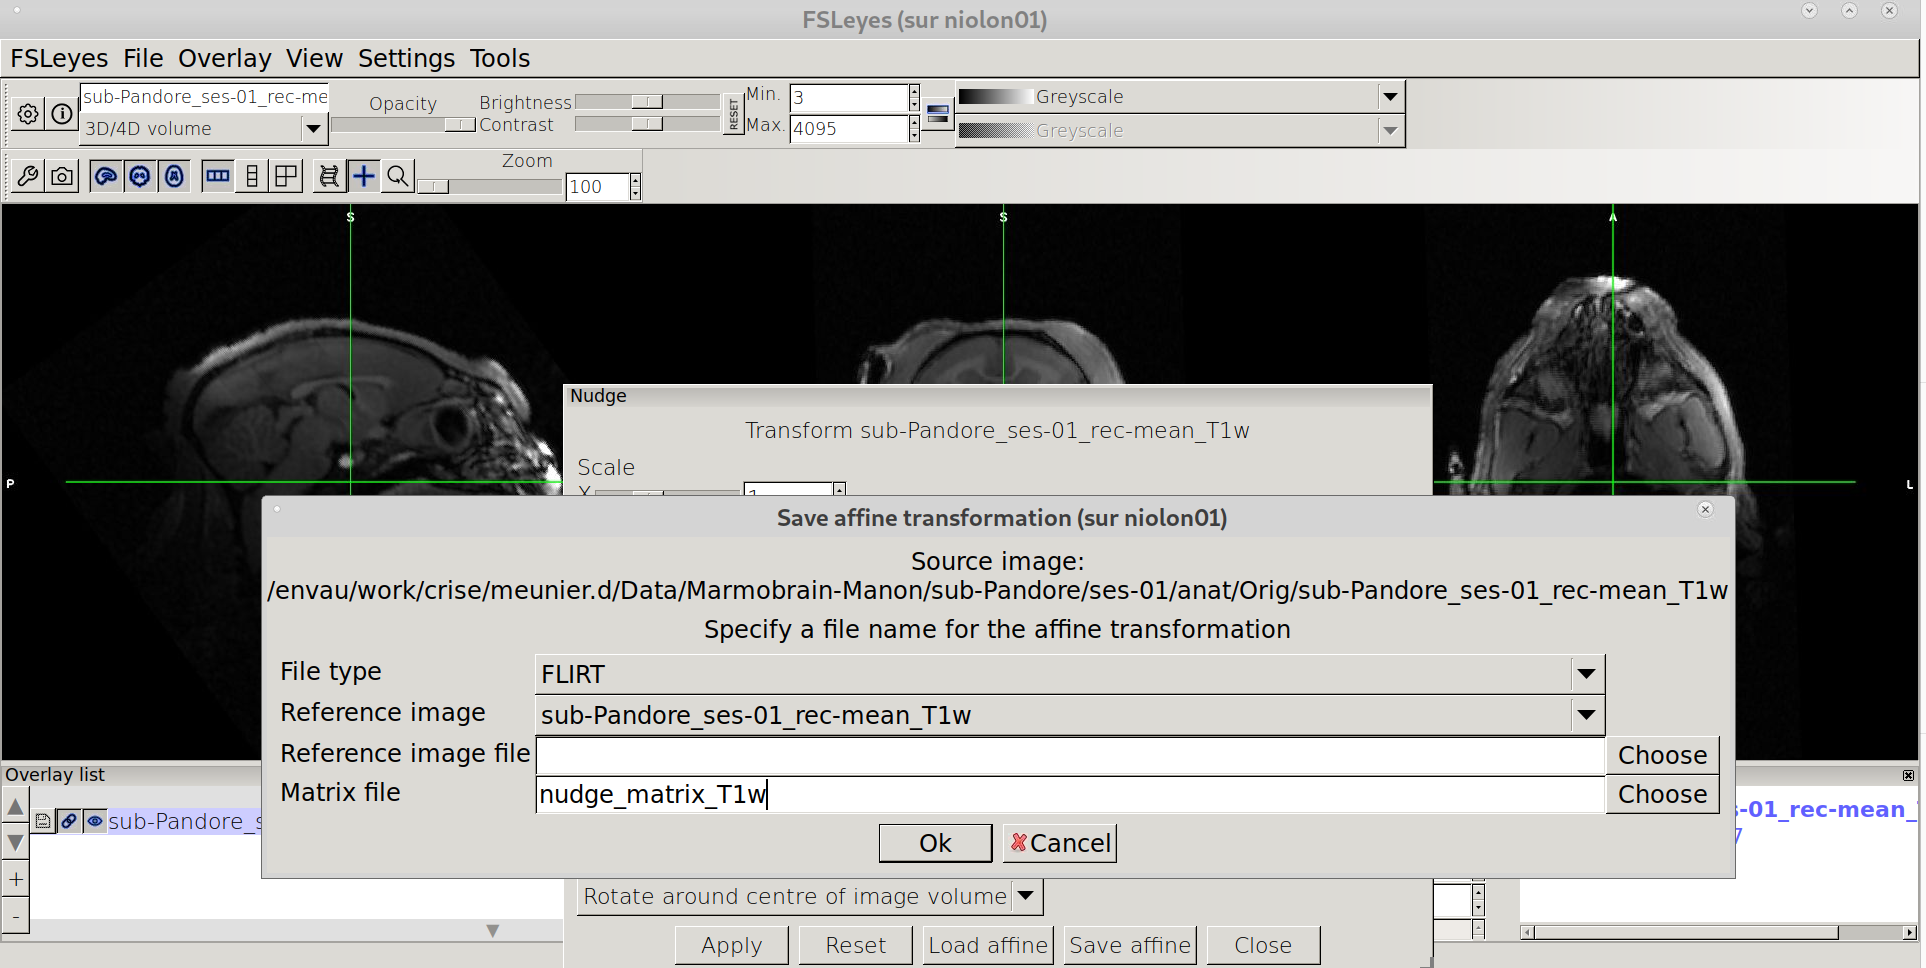 FSLeyes (sur niolon01)
FSLeyes File Overlay View Settings Tools
sub-Pandore_ses-01_rec-me
3D/4D volume
Opacity
Brightness
Contrast
RESET
Min. 3
Max. 4095
Greyscale
Greyscale
Zoom
100
S
S
A
P
L
Nudge
Transform sub-Pandore_ses-01_rec-mean_T1w
Scale
Save affine transformation (sur niolon01)
Source image:
/envau/work/crise/meunier.d/Data/Marmobrain-Manon/sub-Pandore/ses-01/anat/Orig/sub-Pandore_ses-01_rec-mean_T1w
Specify a file name for the affine transformation
File type FLIRT
Reference image sub-Pandore_ses-01_rec-mean_T1w
Reference image file Choose
Matrix file nudge_matrix_T1w Choose
Ok Cancel
Overlay list
sub-Pandore_s
-01_rec-mean_
Rotate around centre of image volume
Apply Reset Load affine Save affine Close